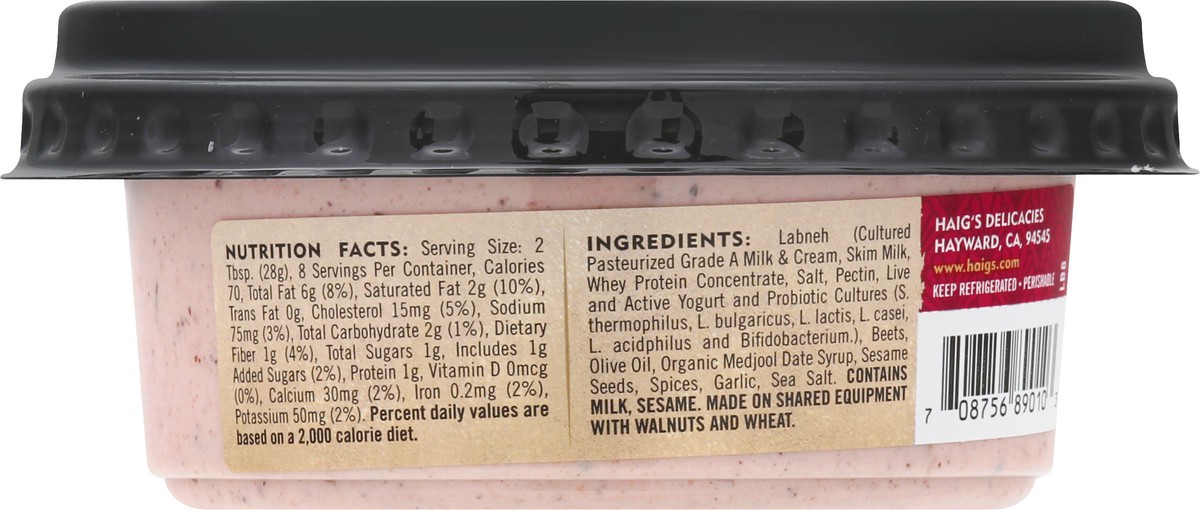 NUTRITION FACTS: Serving Size: 2
Tbsp. (28g), 8 Servings Per Container, Calories
70, Total Fat 6g (8%), Saturated Fat 2g (10%),
Trans Fat 0g, Cholesterol 15mg (5%), Sodium
75mg (3%), Total Carbohydrate 2g (1%), Dietary
Fiber 1g (4%), Total Sugars 1g, Includes 1g
Added Sugars (2%), Protein 1g, Vitamin D 0mcg
(0%), Calcium 30mg (2%), Iron 0.2mg (2%),
Potassium 50mg (2%). Percent daily values are
based on a 2,000 calorie diet.
INGREDIENTS: Labneh (Cultured
Pasteurized Grade A Milk & Cream, Skim Milk,
Whey Protein Concentrate, Salt, Pectin, Live
and Active Yogurt and Probiotic Cultures (S.
thermophilus, L. bulgaricus, L. lactis, L. casei,
L. acidphilus and Bifidobacterium.), Beets,
Olive Oil, Organic Medjool Date Syrup, Sesame
Seeds, Spices, Garlic, Sea Salt. CONTAINS
MILK, SESAME. MADE ON SHARED EQUIPMENT
WITH WALNUTS AND WHEAT.
HAIG'S DELICACIES
HAYWARD, CA, 94545
www.haigs.com
KEEP REFRIGERATED • PERISHABLE
LBB
7 08756 89010 3